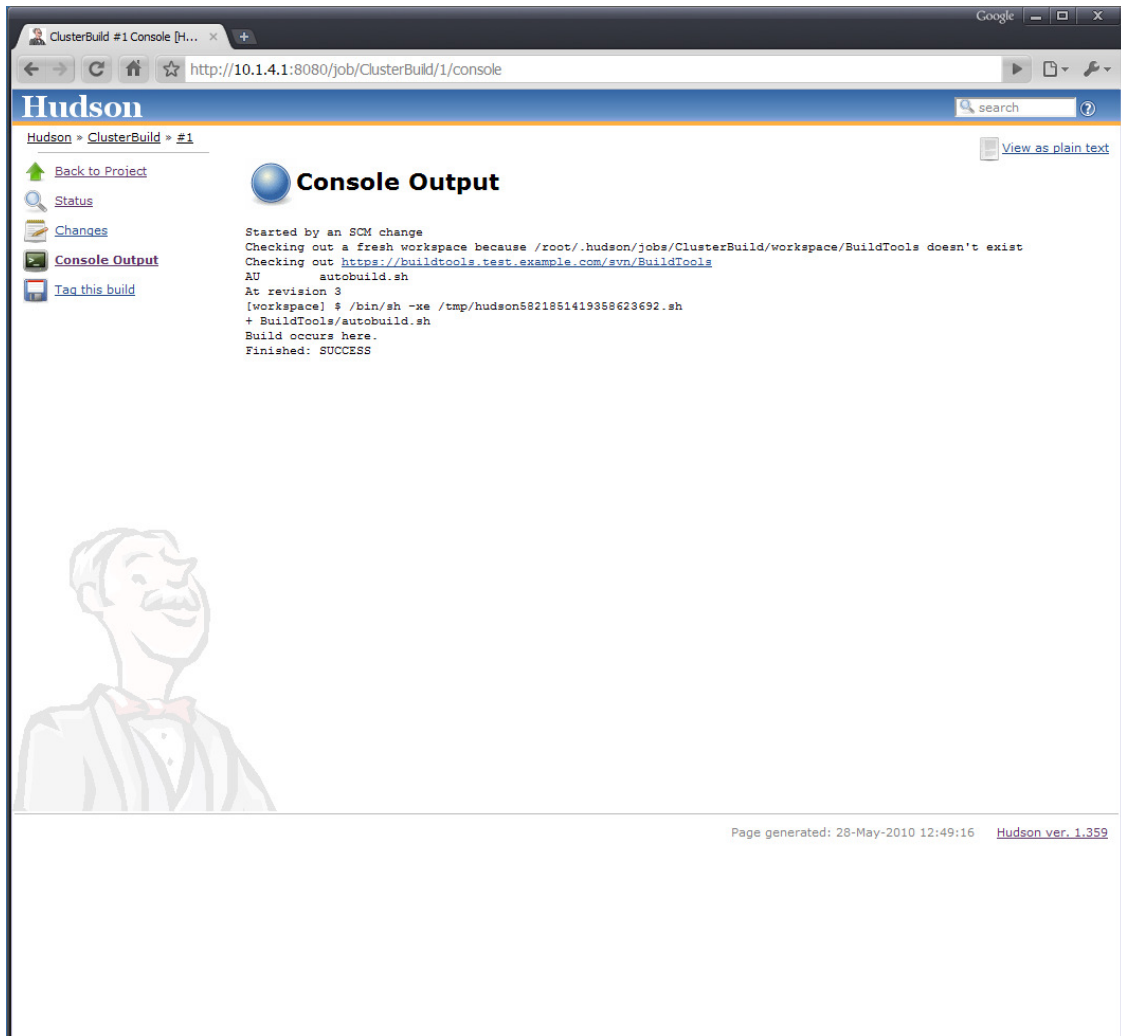 Google
ClusterBuild #1 Console [H...
http://10.1.4.1:8080/job/ClusterBuild/1/console
Hudson
search
Hudson » ClusterBuild » #1
View as plain text
Back to Project
Status
Changes
Console Output
Tag this build
Console Output
Started by an SCM change
Checking out a fresh workspace because /root/.hudson/jobs/ClusterBuild/workspace/BuildTools doesn't exist
Checking out https://buildtools.test.example.com/svn/BuildTools
AU        autobuild.sh
At revision 3
[workspace] $ /bin/sh -xe /tmp/hudson5821851419358623692.sh
+ BuildTools/autobuild.sh
Build occurs here.
Finished: SUCCESS
Page generated: 28-May-2010 12:49:16
Hudson ver. 1.359